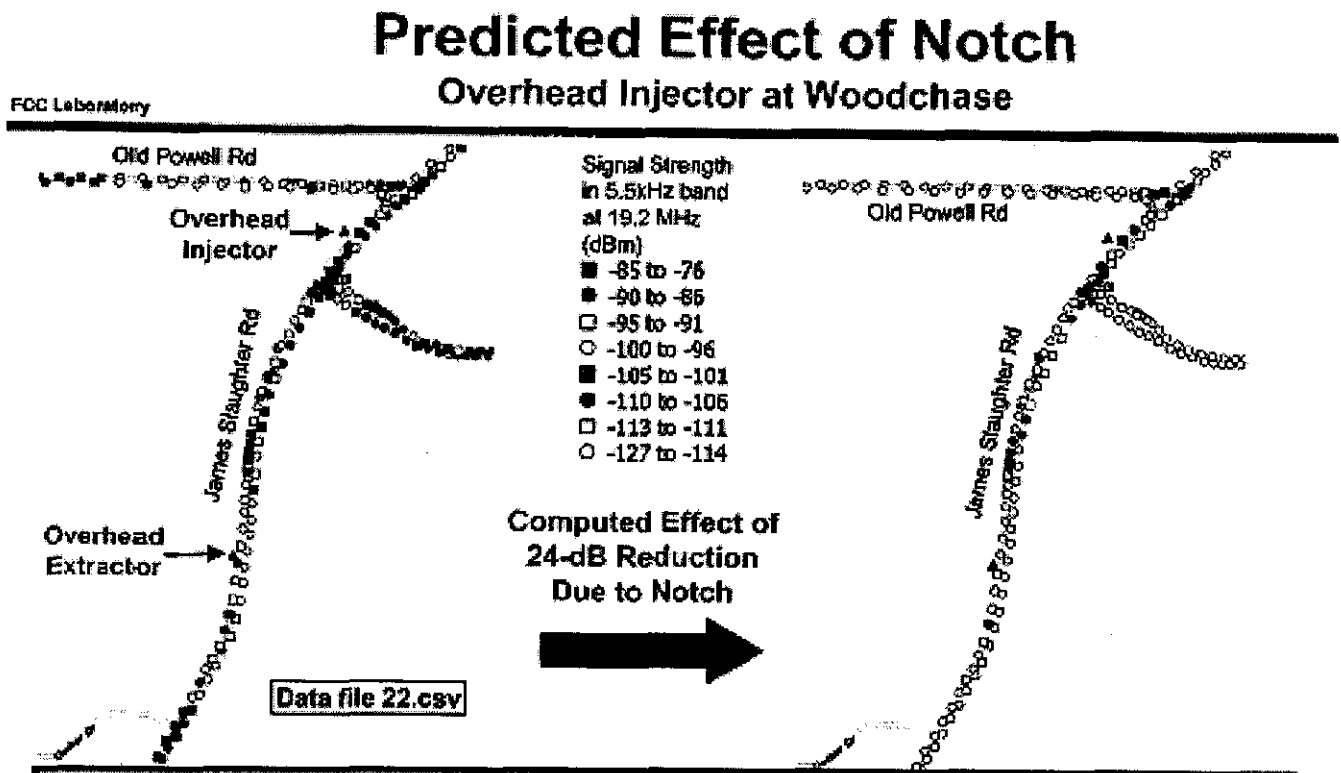 Predicted Effect of Notch
Overhead Injector at Woodchase
FCC Laboratory
Old Powell Rd
Overhead
Injector
James Slaughter Rd
Overhead
Extractor
Data file 22.csv
Signal Strength
in 5.5kHz band
at 19.2 MHz
(dBm)
-85 to -76
-90 to -86
-95 to -91
-100 to -96
-105 to -101
-110 to -106
-113 to -111
-127 to -114
Computed Effect of
24-dB Reduction
Due to Notch
Old Powell Rd
James Slaughter Rd